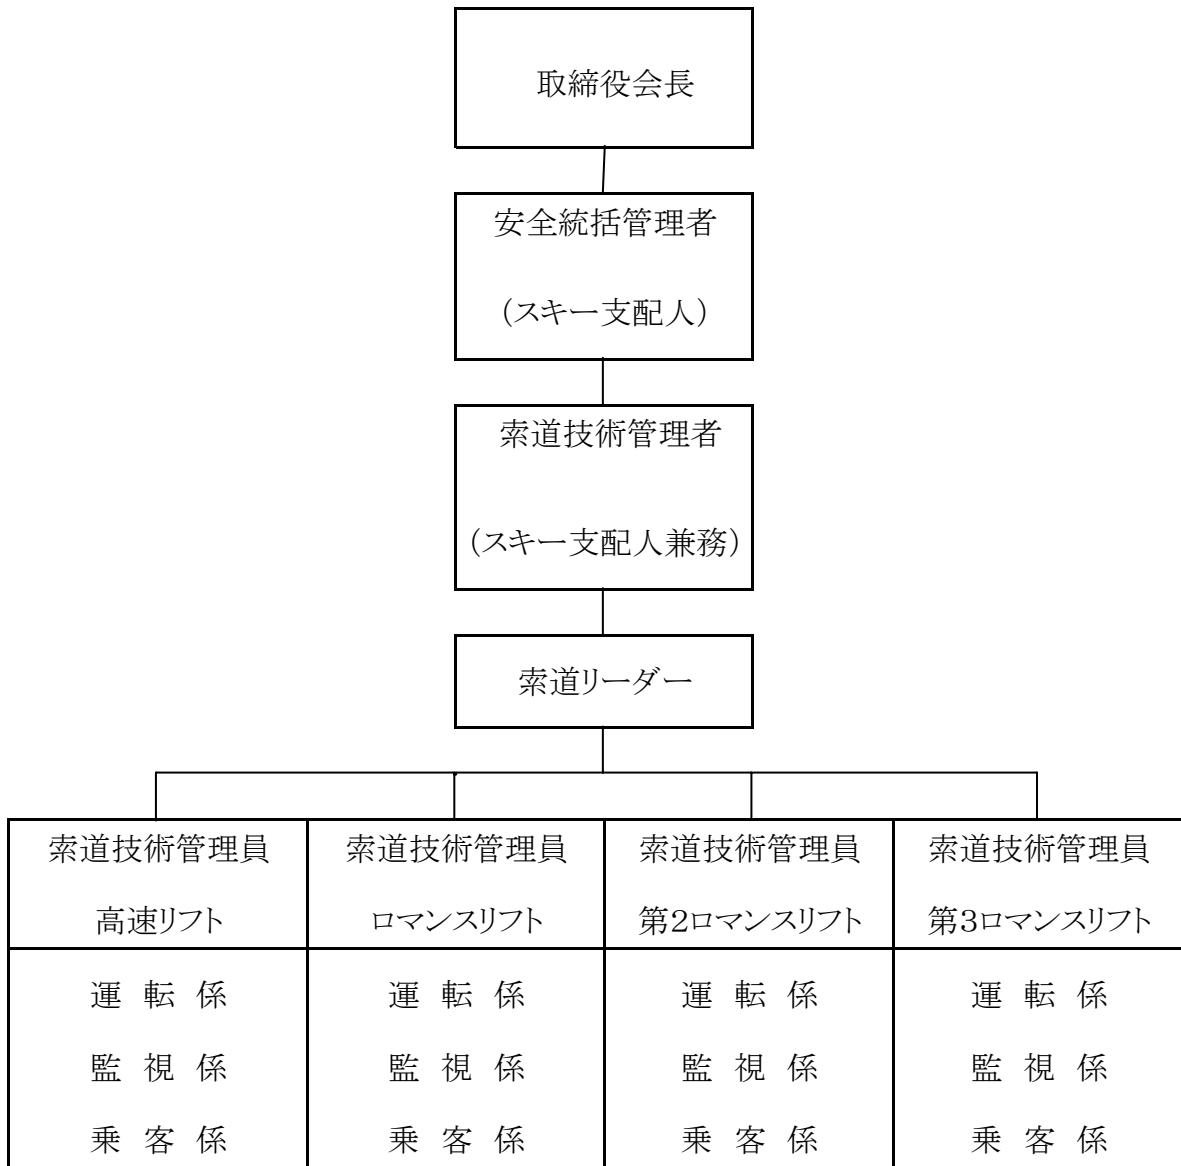 取締役会長
安全統括管理者
(スキー支配人)
索道技術管理者
(スキー支配人兼務)
索道リーダー
索道技術管理員
高速リフト
運 転 係
監 視 係
乗 客 係
索道技術管理員
ロマンスリフト
運 転 係
監 視 係
乗 客 係
索道技術管理員
第2ロマンスリフト
運 転 係
監 視 係
乗 客 係
索道技術管理員
第3ロマンスリフト
運 転 係
監 視 係
乗 客 係